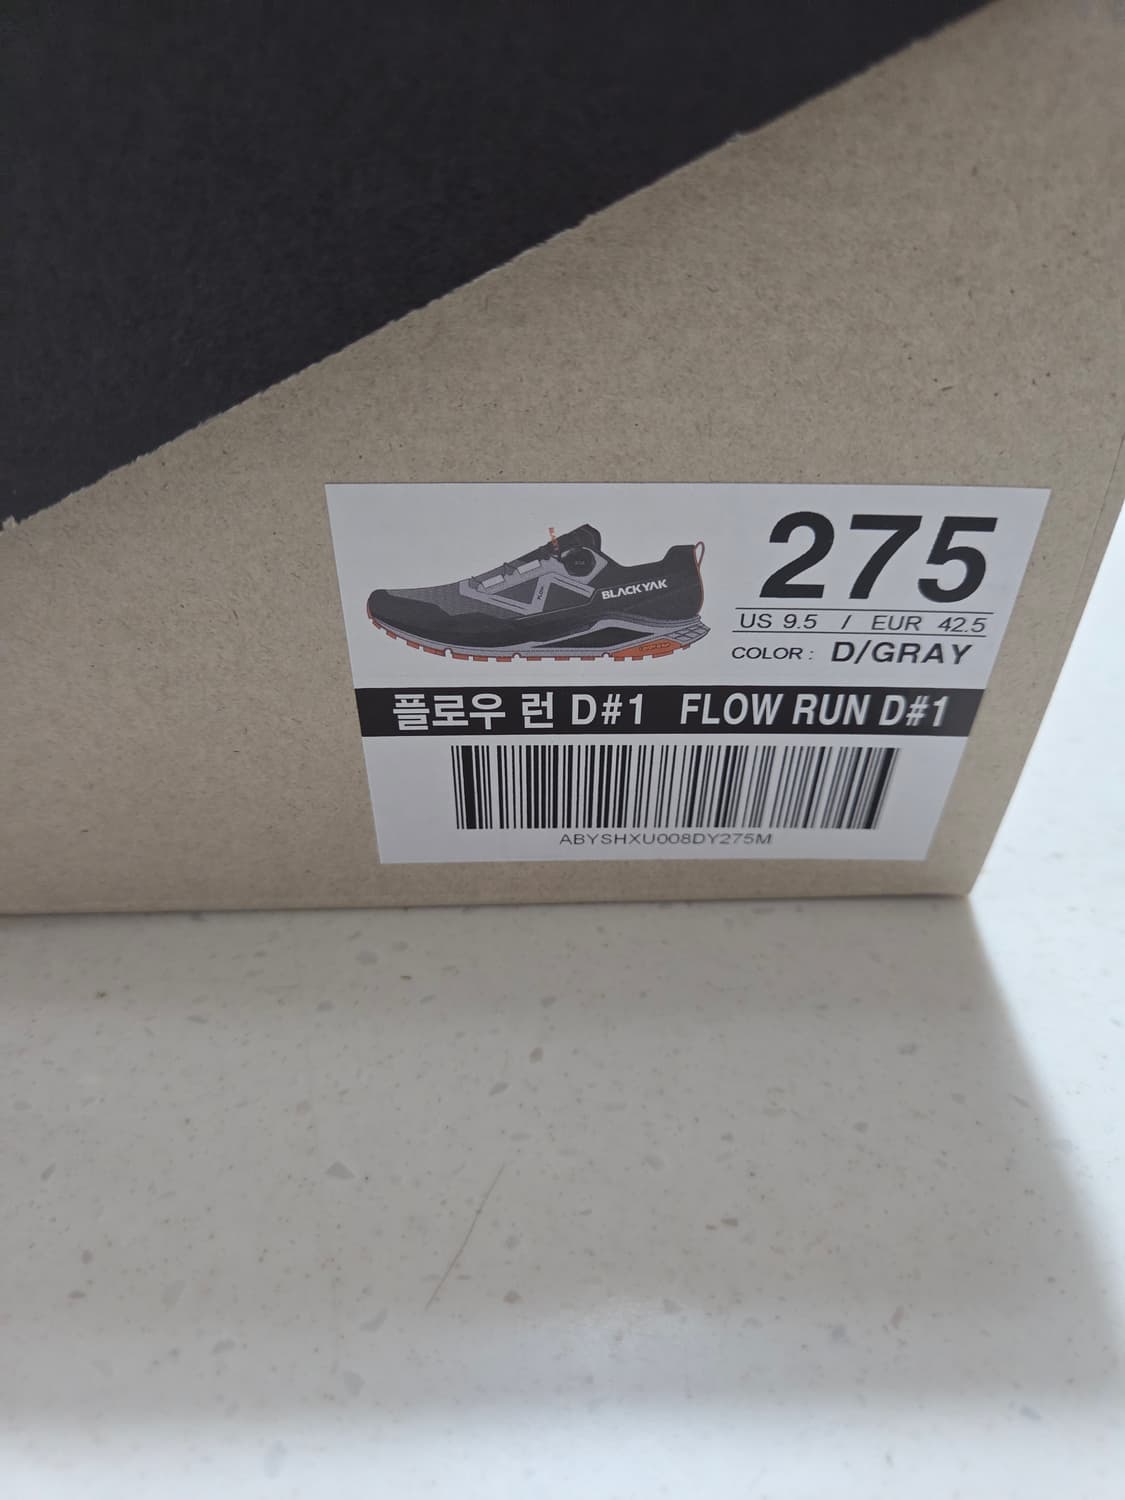 BLACKYAK
FLOW
275
US 9.5 / EUR 42.5
COLOR : D/GRAY
플로우 런 D#1 FLOW RUN D#1
ABYSHXU008DY275M